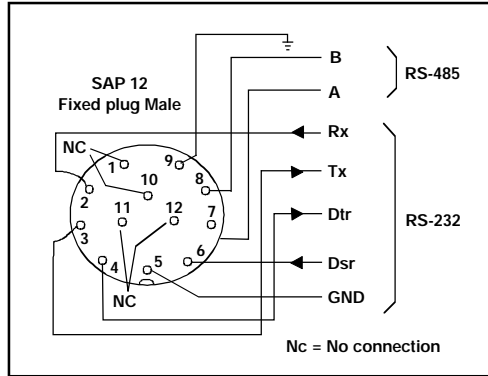 SAP 12
Fixed plug Male
B
RS-485
A
Rx
NC
1
9
Tx
10
8
2
11
12
7
Dtr
RS-232
3
6
Dsr
4
5
NC
GND
Nc = No connection